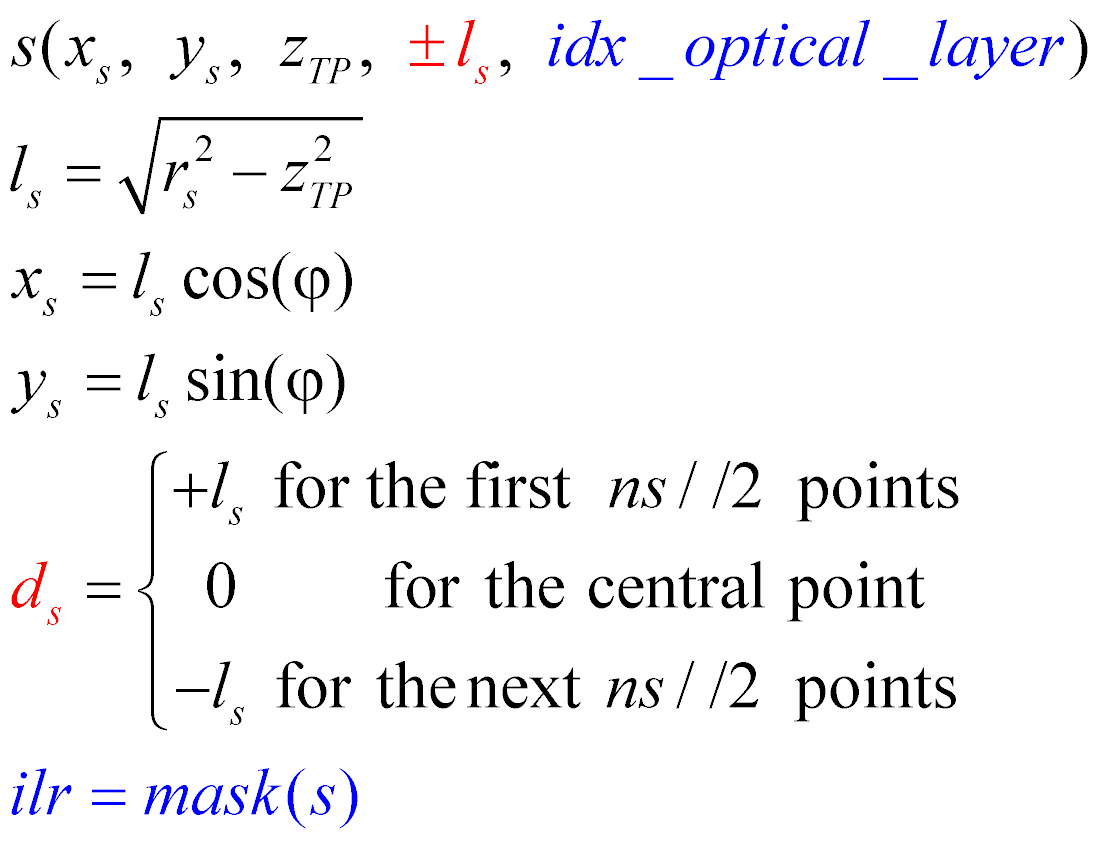 s(x_s, y_s, z_TP, ±l_s, idx_optical_layer)
l_s = √(r_s² − z_TP²)
x_s = l_s cos(φ)
y_s = l_s sin(φ)
d_s = { +l_s for the first ns//2 points
0 for the central point
−l_s for the next ns//2 points
ilr = mask(s)